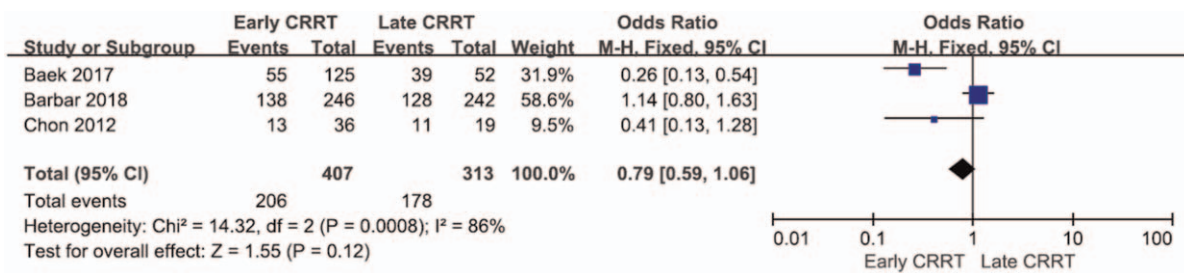 Early CRRT Late CRRT Odds Ratio Odds Ratio
Study or Subgroup Events Total Events Total Weight M-H. Fixed. 95% CI M-H. Fixed. 95% CI
Baek 2017 55 125 39 52 31.9% 0.26 [0.13, 0.54]
Barbar 2018 138 246 128 242 58.6% 1.14 [0.80, 1.63]
Chon 2012 13 36 11 19 9.5% 0.41 [0.13, 1.28]
Total (95% CI) 407 313 100.0% 0.79 [0.59, 1.06]
Total events 206 178
Heterogeneity: Chi² = 14.32, df = 2 (P = 0.0008); I² = 86%
Test for overall effect: Z = 1.55 (P = 0.12)
0.01 0.1 1 10 100
Early CRRT Late CRRT